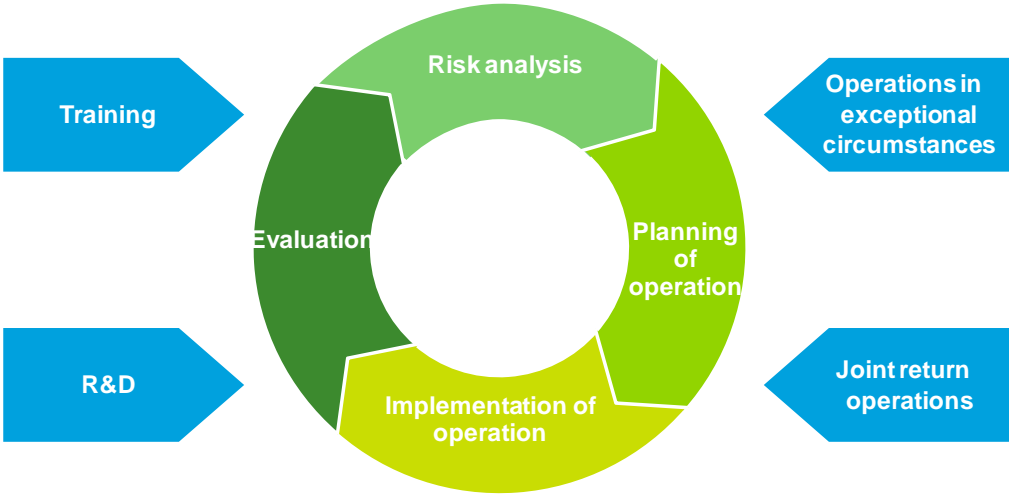 Risk analysis
Training
Operations in
exceptional
circumstances
Evaluation
Planning
of
operation
R&D
Implementation of
operation
Joint return
operations